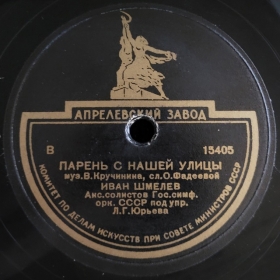 АПРЕЛЕВСКИЙ ЗАВОД
В 15405
ПАРЕНЬ С НАШЕЙ УЛИЦЫ
муз.В.Кручинина, сл.О.Фадеевой
ИВАН ШМЕЛЕВ
Анс.солистов Гос.симф.
орк. СССР под упр.
Л.Г.Юрьева
КОМИТЕТ ПО ДЕЛАМ ИСКУССТВ ПРИ СОВЕТЕ МИНИСТРОВ СССР